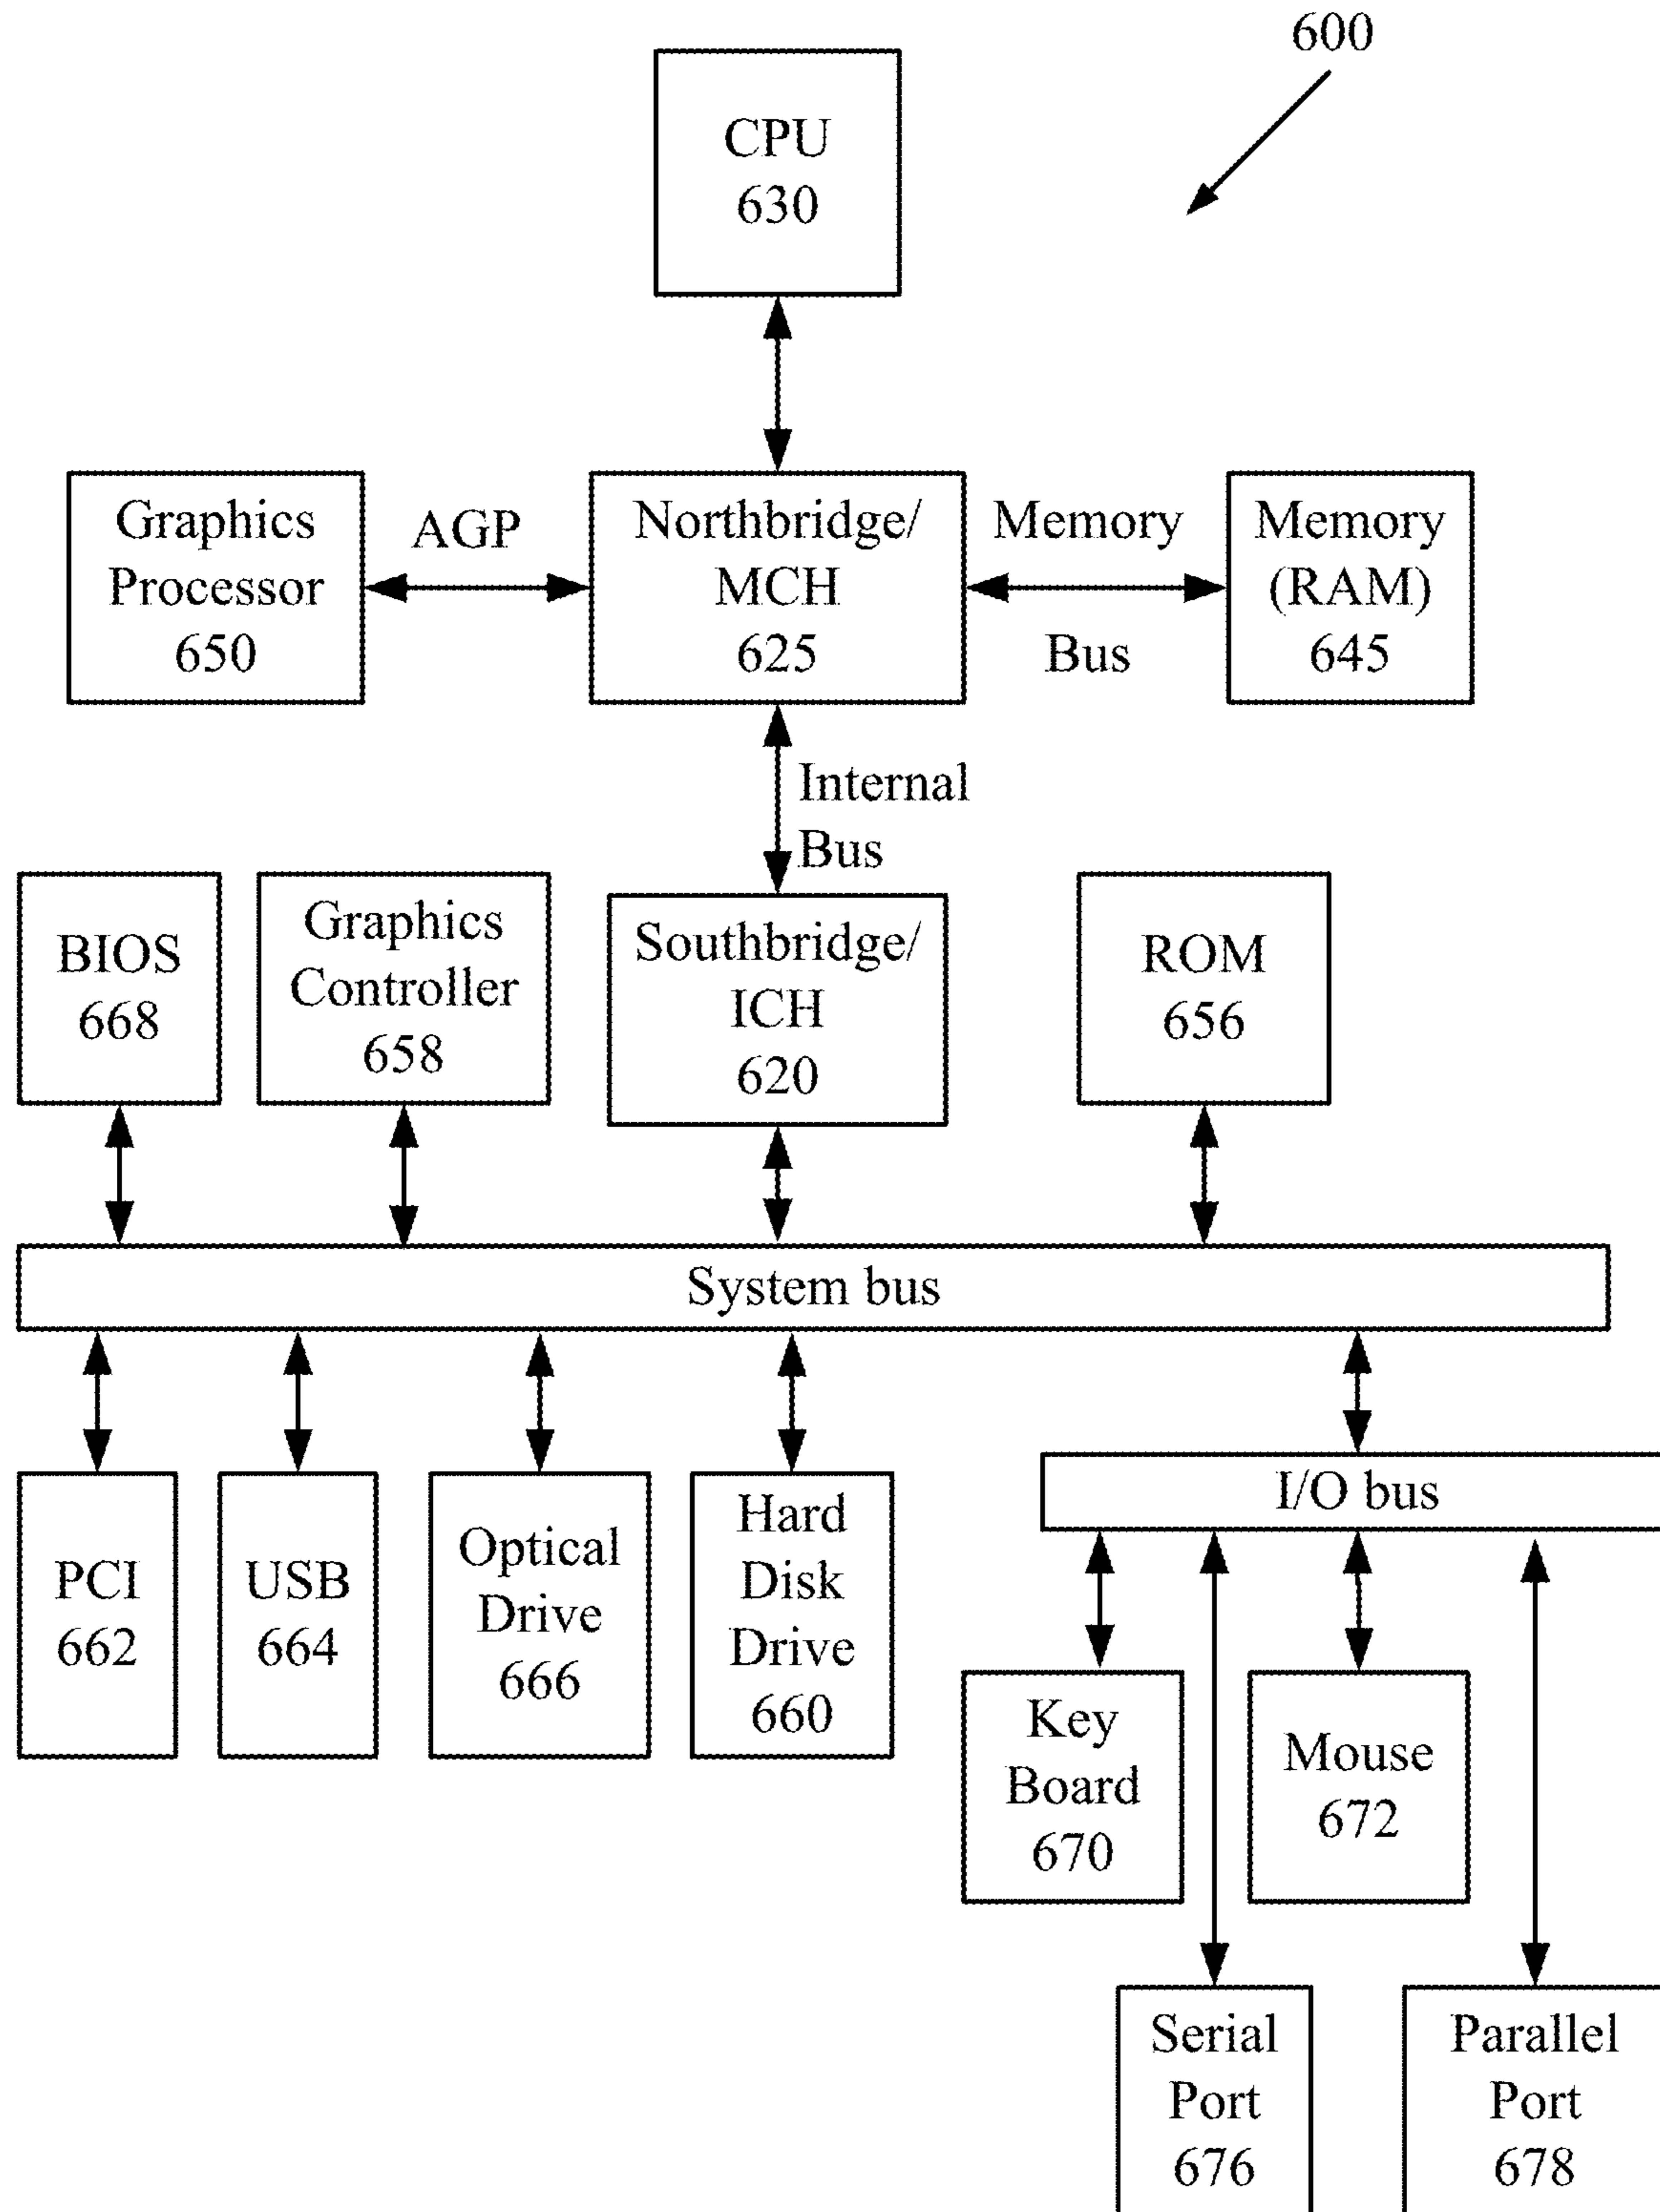 600
CPU
630
Graphics
Processor
650
AGP
Northbridge/
MCH
625
Memory
Bus
Memory
(RAM)
645
Internal
Bus
BIOS
668
Graphics
Controller
658
Southbridge/
ICH
620
ROM
656
System bus
PCI
662
USB
664
Optical
Drive
666
Hard
Disk
Drive
660
I/O bus
Key
Board
670
Mouse
672
Serial
Port
676
Parallel
Port
678